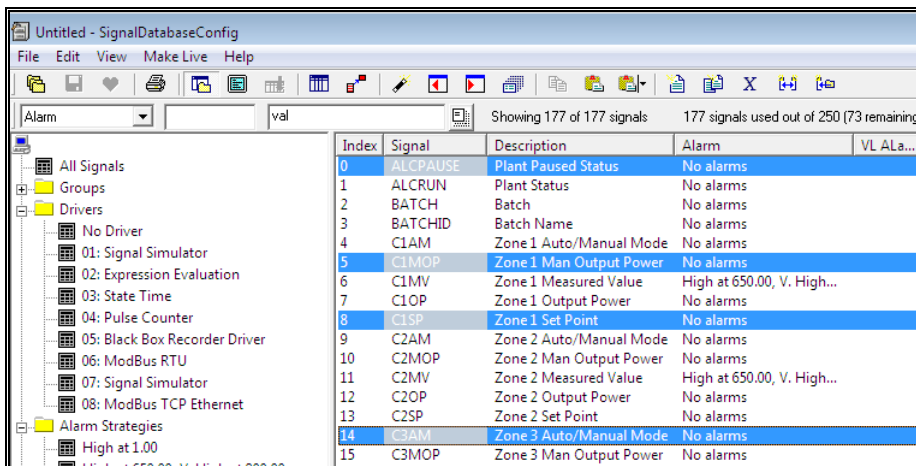 Untitled - SignalDatabaseConfig
File Edit View Make Live Help
Alarm val Showing 177 of 177 signals 177 signals used out of 250 (73 remaining
All Signals
Groups
Drivers
No Driver
01: Signal Simulator
02: Expression Evaluation
03: State Time
04: Pulse Counter
05: Black Box Recorder Driver
06: ModBus RTU
07: Signal Simulator
08: ModBus TCP Ethernet
Alarm Strategies
High at 1.00
Index Signal Description Alarm VL ALa...
0 ALCPAUSE Plant Paused Status No alarms
1 ALCRUN Plant Status No alarms
2 BATCH Batch No alarms
3 BATCHID Batch Name No alarms
4 C1AM Zone 1 Auto/Manual Mode No alarms
5 C1MOP Zone 1 Man Output Power No alarms
6 C1MV Zone 1 Measured Value High at 650.00, V. High...
7 C1OP Zone 1 Output Power No alarms
8 C1SP Zone 1 Set Point No alarms
9 C2AM Zone 2 Auto/Manual Mode No alarms
10 C2MOP Zone 2 Man Output Power No alarms
11 C2MV Zone 2 Measured Value High at 650.00, V. High...
12 C2OP Zone 2 Output Power No alarms
13 C2SP Zone 2 Set Point No alarms
14 C3AM Zone 3 Auto/Manual Mode No alarms
15 C3MOP Zone 3 Man Output Power No alarms